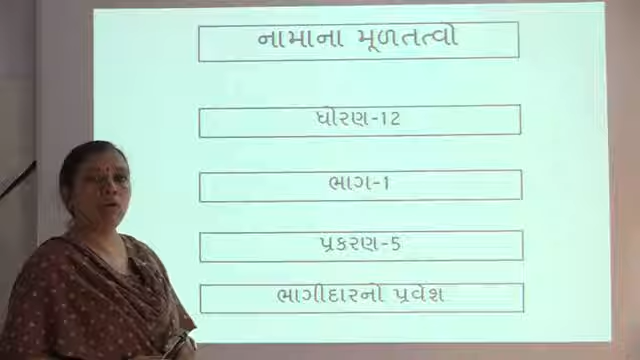 નામાના મૂળતત્વો
ધોરણ-12
ભાગ-1
પ્રકરણ-5
ભાગીદારનો પ્રવેશ